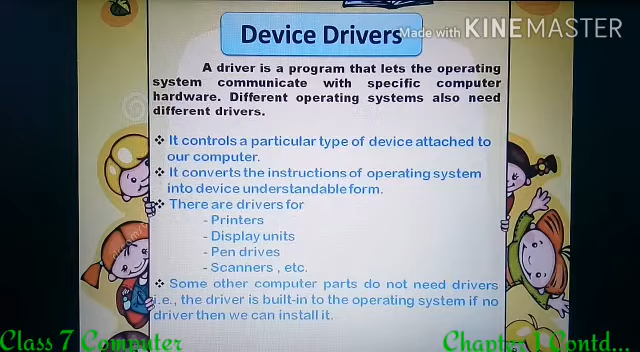 Device Drivers
Made with KINEMASTER
A driver is a program that lets the operating
system communicate with specific computer
hardware. Different operating systems also need
different drivers.
❖ It controls a particular type of device attached to
our computer.
❖ It converts the instructions of operating system
into device understandable form.
❖ There are drivers for
- Printers
- Display units
- Pen drives
- Scanners , etc.
❖ Some other computer parts do not need drivers
i.e., the driver is built-in to the operating system if no
driver then we can install it.
Class 7 Computer
Chapter 1 Contd...